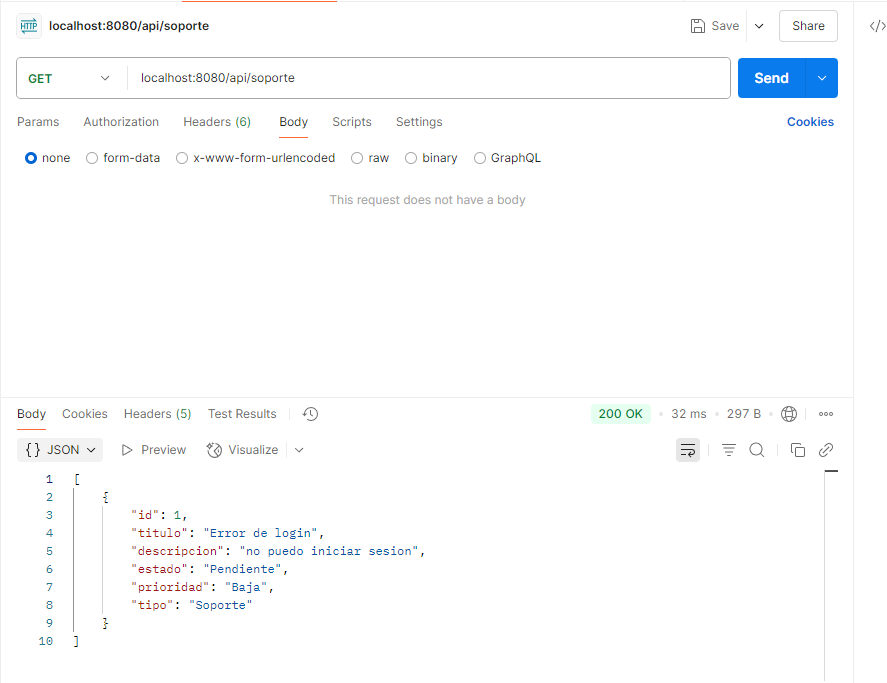 HTTP localhost:8080/api/soporte Save Share </>
GET localhost:8080/api/soporte Send
Params Authorization Headers (6) Body Scripts Settings Cookies
none form-data x-www-form-urlencoded raw binary GraphQL
This request does not have a body
Body Cookies Headers (5) Test Results 200 OK • 32 ms • 297 B •
{} JSON Preview Visualize
1 [
2 {
3 "id": 1,
4 "titulo": "Error de login",
5 "descripcion": "no puedo iniciar sesion",
6 "estado": "Pendiente",
7 "prioridad": "Baja",
8 "tipo": "Soporte"
9 }
10 ]